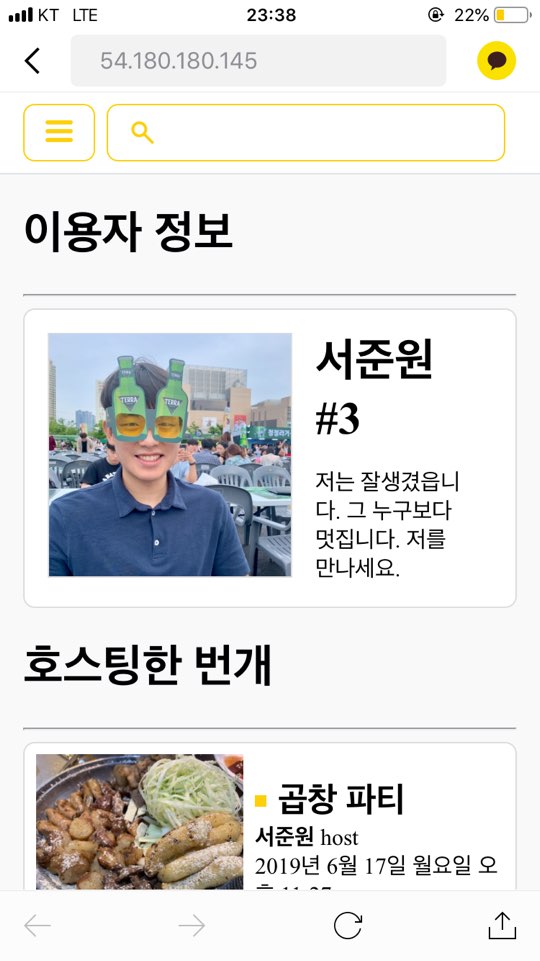 KT LTE 23:38 22%
54.180.180.145
이용자 정보
서준원
#3
저는 잘생겼읍니
다. 그 누구보다
멋집니다. 저를
만나세요.
TERRA TERRA
호스팅한 번개
곱창 파티
서준원 host
2019년 6월 17일 월요일 오